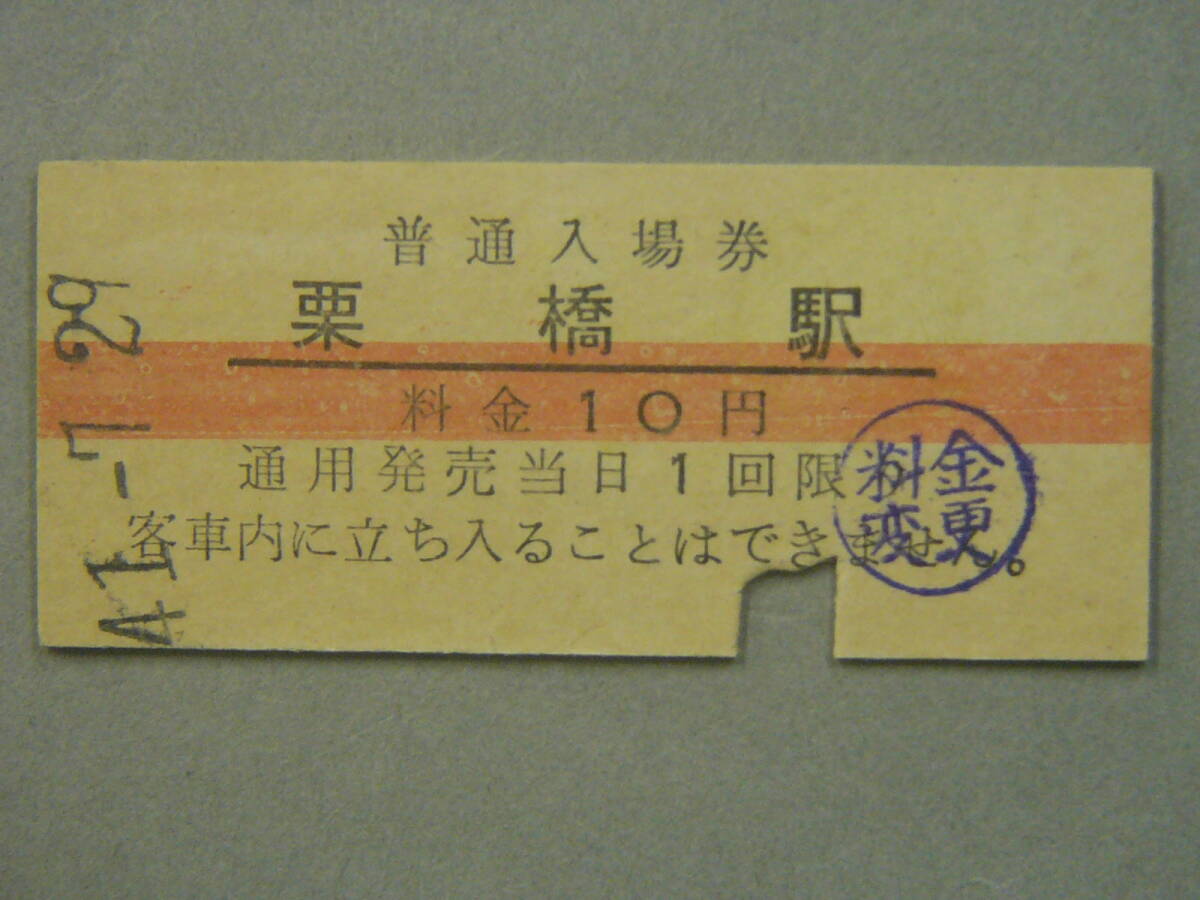 普通入場券
栗橋駅
料金10円
通用発売当日1回限り
客車内に立ち入ることはできません。
料金
変更
41-7 29